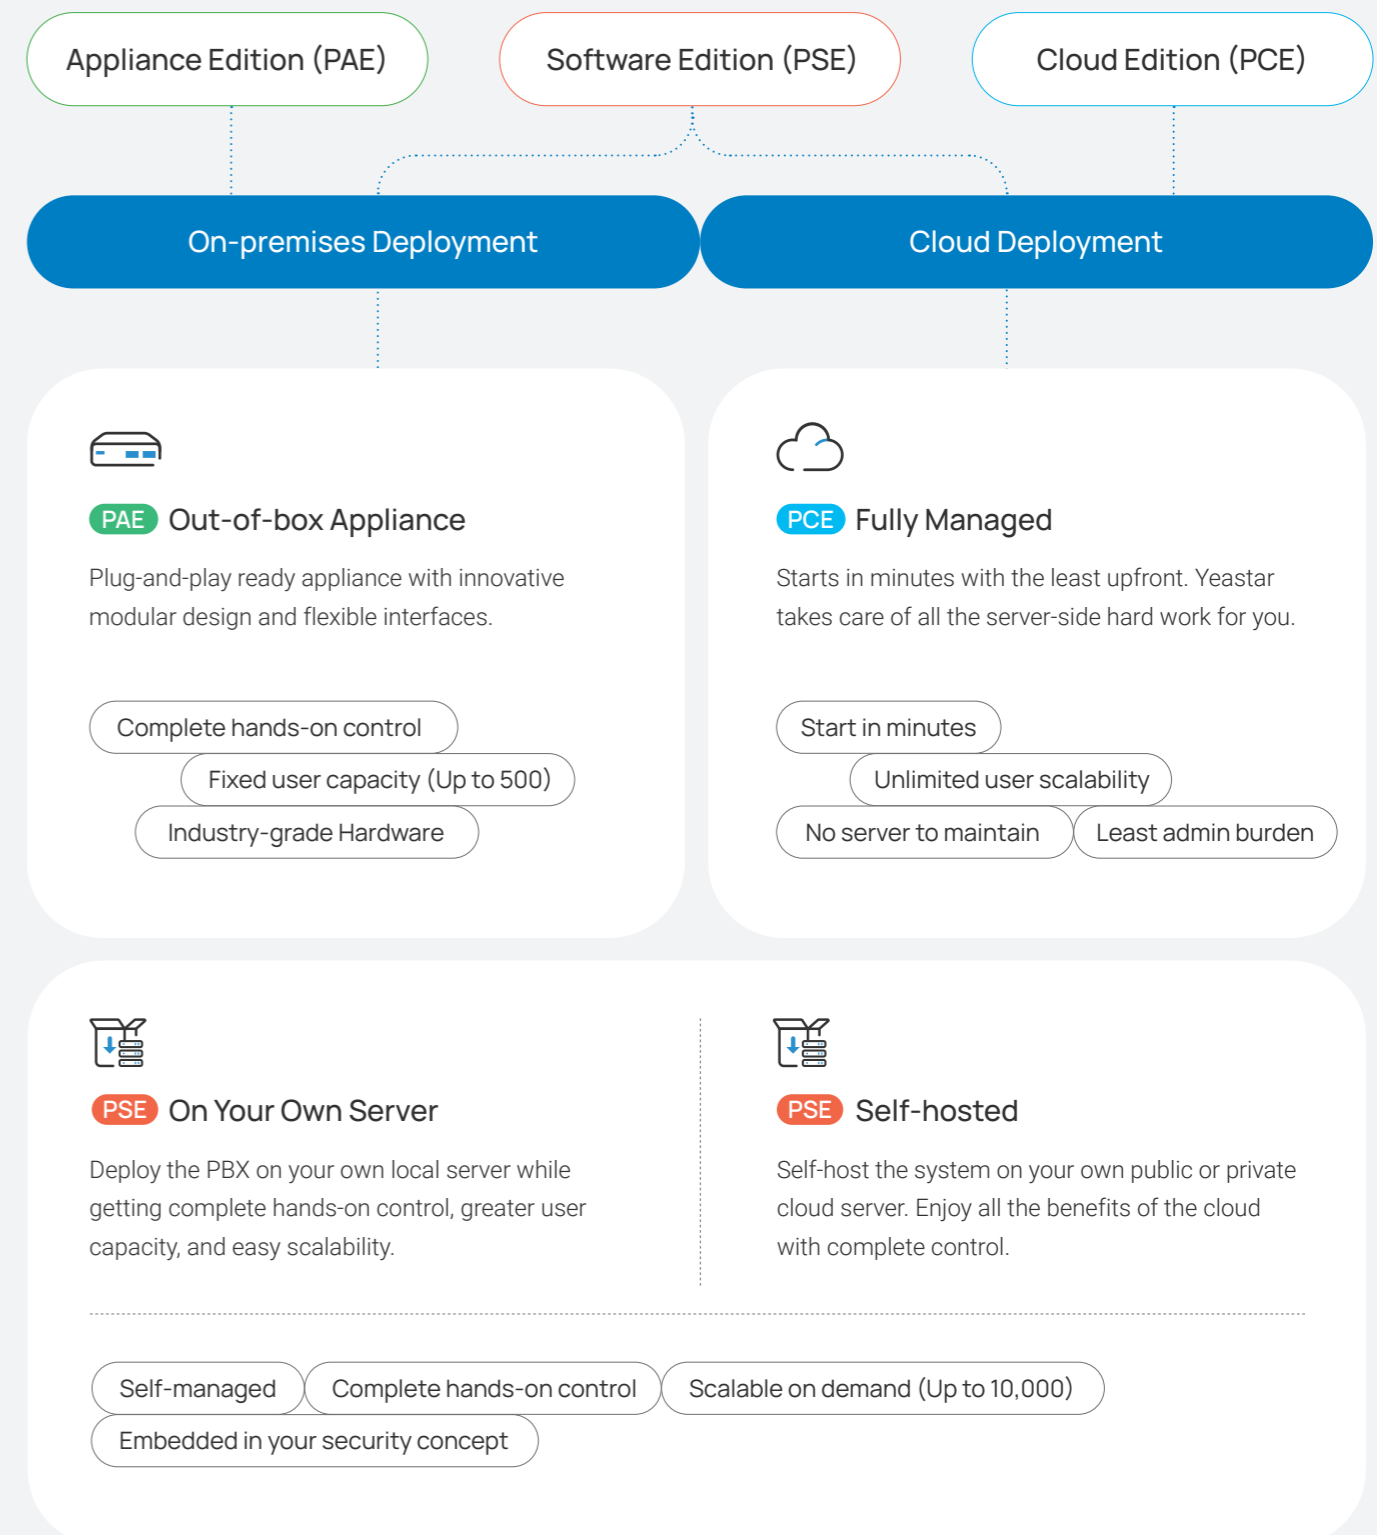 Appliance Edition (PAE)
Software Edition (PSE)
Cloud Edition (PCE)
On-premises Deployment
Cloud Deployment
PAE Out-of-box Appliance
Plug-and-play ready appliance with innovative
modular design and flexible interfaces.
Complete hands-on control
Fixed user capacity (Up to 500)
Industry-grade Hardware
PCE Fully Managed
Starts in minutes with the least upfront. Yeastar
takes care of all the server-side hard work for you.
Start in minutes
Unlimited user scalability
No server to maintain
Least admin burden
PSE On Your Own Server
Deploy the PBX on your own local server while
getting complete hands-on control, greater user
capacity, and easy scalability.
PSE Self-hosted
Self-host the system on your own public or private
cloud server. Enjoy all the benefits of the cloud
with complete control.
Self-managed
Complete hands-on control
Scalable on demand (Up to 10,000)
Embedded in your security concept